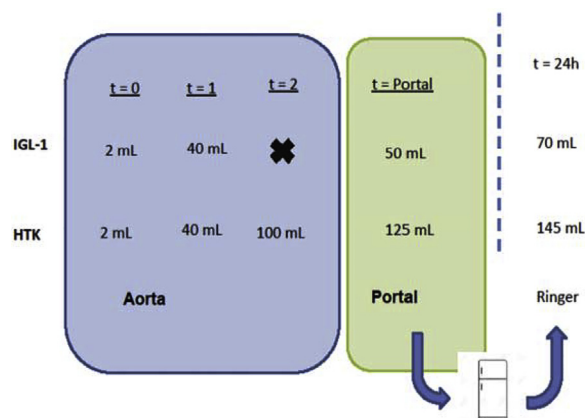 t = 24h
t = 0 t = 1 t = 2 t = Portal
IGL-1 2 mL 40 mL 50 mL 70 mL
HTK 2 mL 40 mL 100 mL 125 mL 145 mL
Aorta Portal Ringer